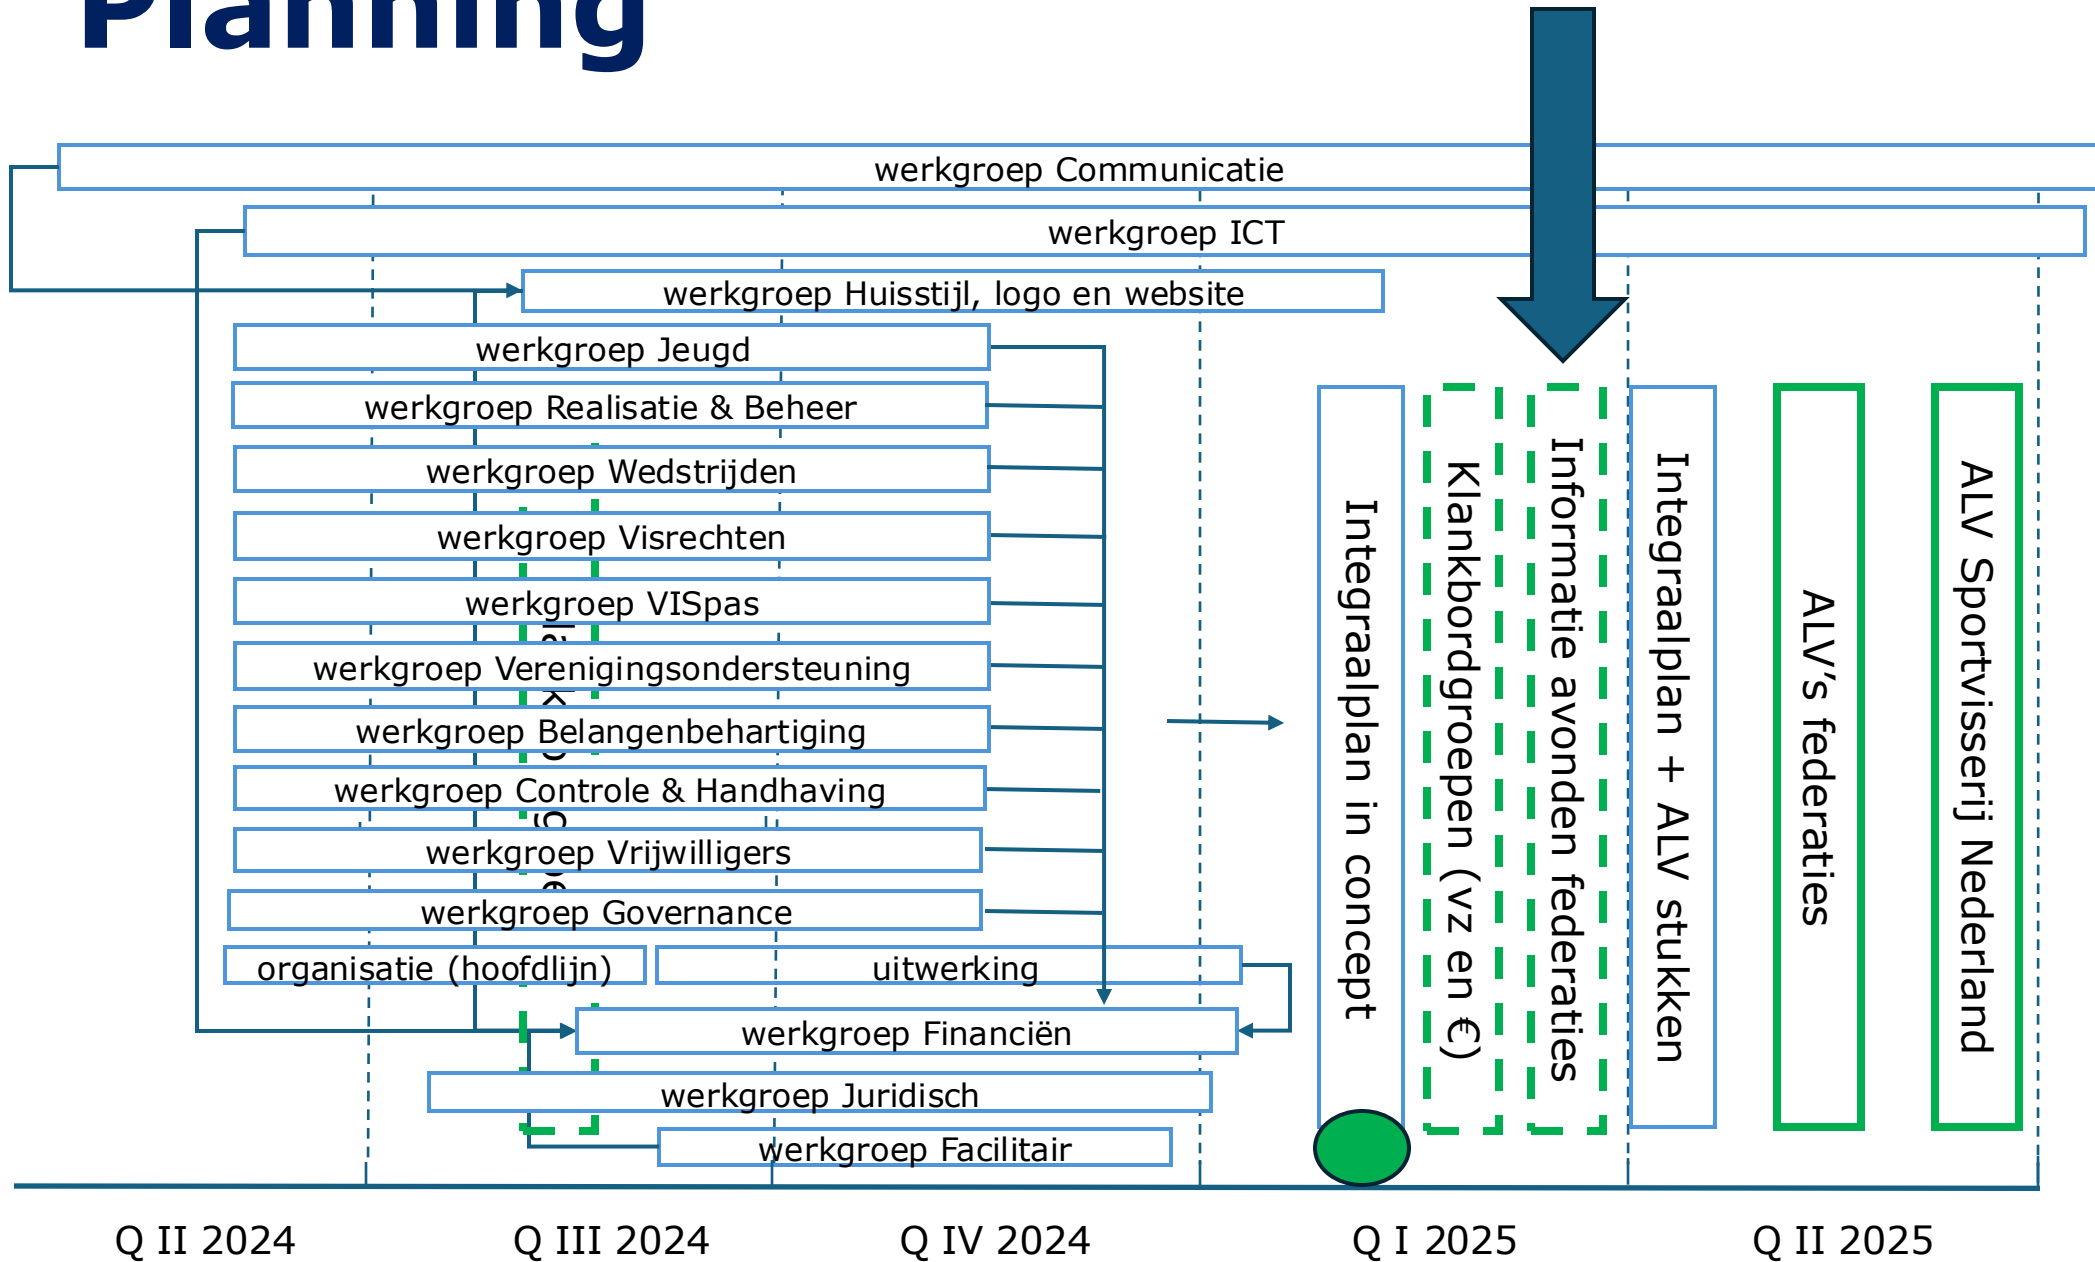 Planning
werkgroep Communicatie
werkgroep ICT
werkgroep Huisstijl, logo en website
werkgroep Jeugd
werkgroep Realisatie & Beheer
werkgroep Wedstrijden
werkgroep Visrechten
werkgroep VISpas
werkgroep Verenigingsondersteuning
werkgroep Belangenbehartiging
werkgroep Controle & Handhaving
werkgroep Vrijwilligers
werkgroep Governance
organisatie (hoofdlijn)
uitwerking
werkgroep Financiën
werkgroep Juridisch
werkgroep Facilitair
Integraalplan in concept
Klankbordgroepen (vz en €)
Informatie avonden federaties
Integraalplan + ALV stukken
ALV’s federaties
ALV Sportvisserij Nederland
Q II 2024
Q III 2024
Q IV 2024
Q I 2025
Q II 2025